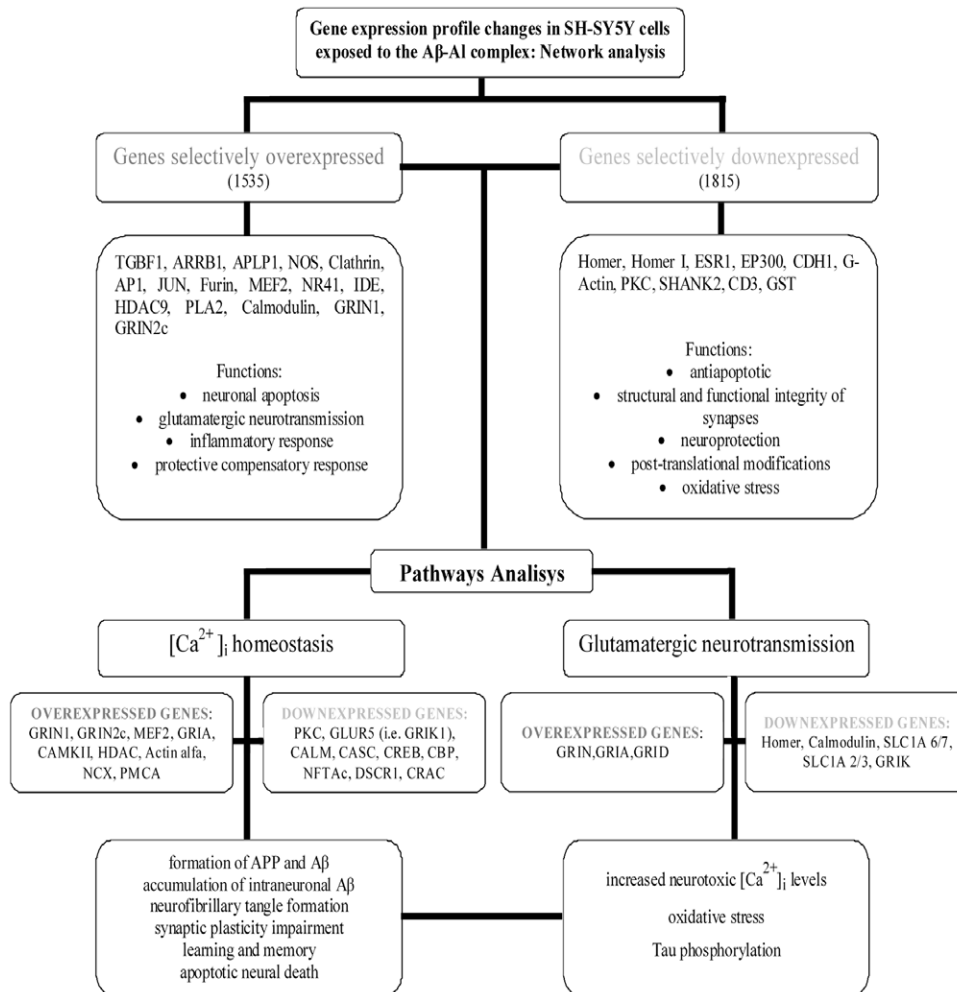 Gene expression profile changes in SH-SY5Y cells
exposed to the Aβ-Al complex: Network analysis
Genes selectively overexpressed
(1535)
Genes selectively downexpressed
(1815)
TGBF1, ARRB1, APLP1, NOS, Clathrin,
AP1, JUN, Furin, MEF2, NR41, IDE,
HDAC9, PLA2, Calmodulin, GRIN1,
GRIN2c
Functions:
• neuronal apoptosis
• glutamatergic neurotransmission
• inflammatory response
• protective compensatory response
Homer, Homer I, ESR1, EP300, CDH1, G-
Actin, PKC, SHANK2, CD3, GST
Functions:
• antiapoptotic
• structural and functional integrity of
synapses
• neuroprotection
• post-translational modifications
• oxidative stress
Pathways Analisys
[Ca²⁺]ᵢ homeostasis
Glutamatergic neurotransmission
OVEREXPRESSED GENES:
GRIN1, GRIN2c, MEF2, GRIA,
CAMKII, HDAC, Actin alfa,
NCX, PMCA
DOWNEXPRESSED GENES:
PKC, GLUR5 (i.e. GRIK1),
CALM, CASC, CREB, CBP,
NFTAc, DSCR1, CRAC
OVEREXPRESSED GENES:
GRIN,GRIA,GRID
DOWNEXPRESSED GENES:
Homer, Calmodulin, SLC1A 6/7,
SLC1A 2/3, GRIK
formation of APP and Aβ
accumulation of intraneuronal Aβ
neurofibrillary tangle formation
synaptic plasticity impairment
learning and memory
apoptotic neural death
increased neurotoxic [Ca²⁺]ᵢ levels
oxidative stress
Tau phosphorylation